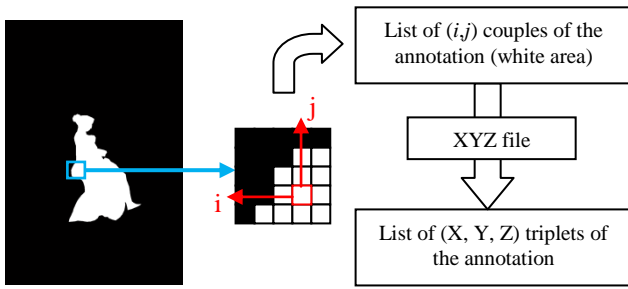 List of (i,j) couples of the
annotation (white area)
j
XYZ file
i
List of (X, Y, Z) triplets of
the annotation